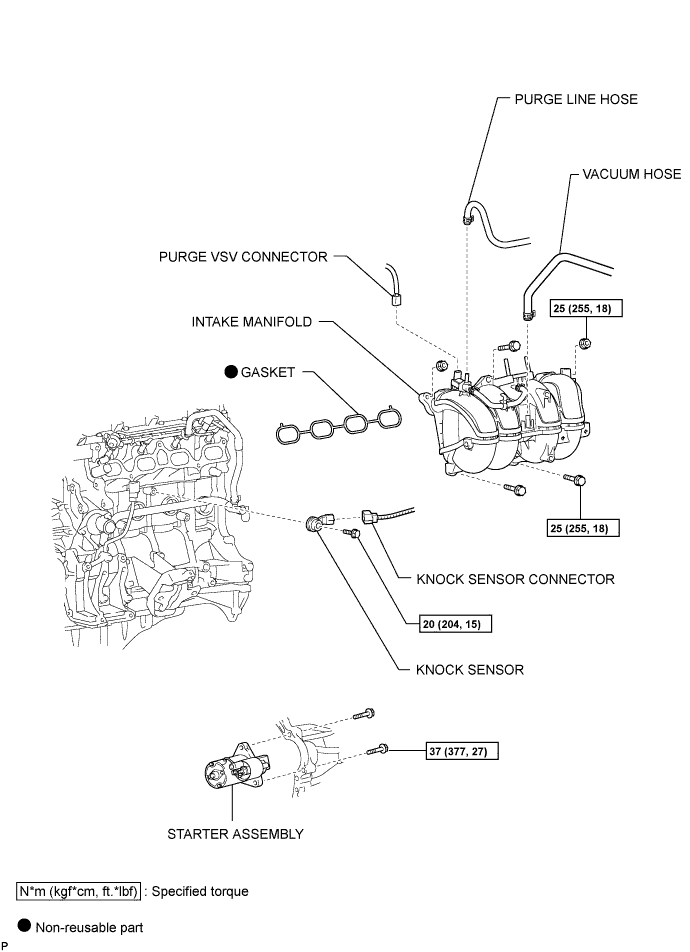 PURGE LINE HOSE
VACUUM HOSE
PURGE VSV CONNECTOR
25 (255, 18)
INTAKE MANIFOLD
GASKET
25 (255, 18)
KNOCK SENSOR CONNECTOR
20 (204, 15)
KNOCK SENSOR
37 (377, 27)
STARTER ASSEMBLY
N*m (kgf*cm, ft.*lbf) : Specified torque
Non-reusable part
P